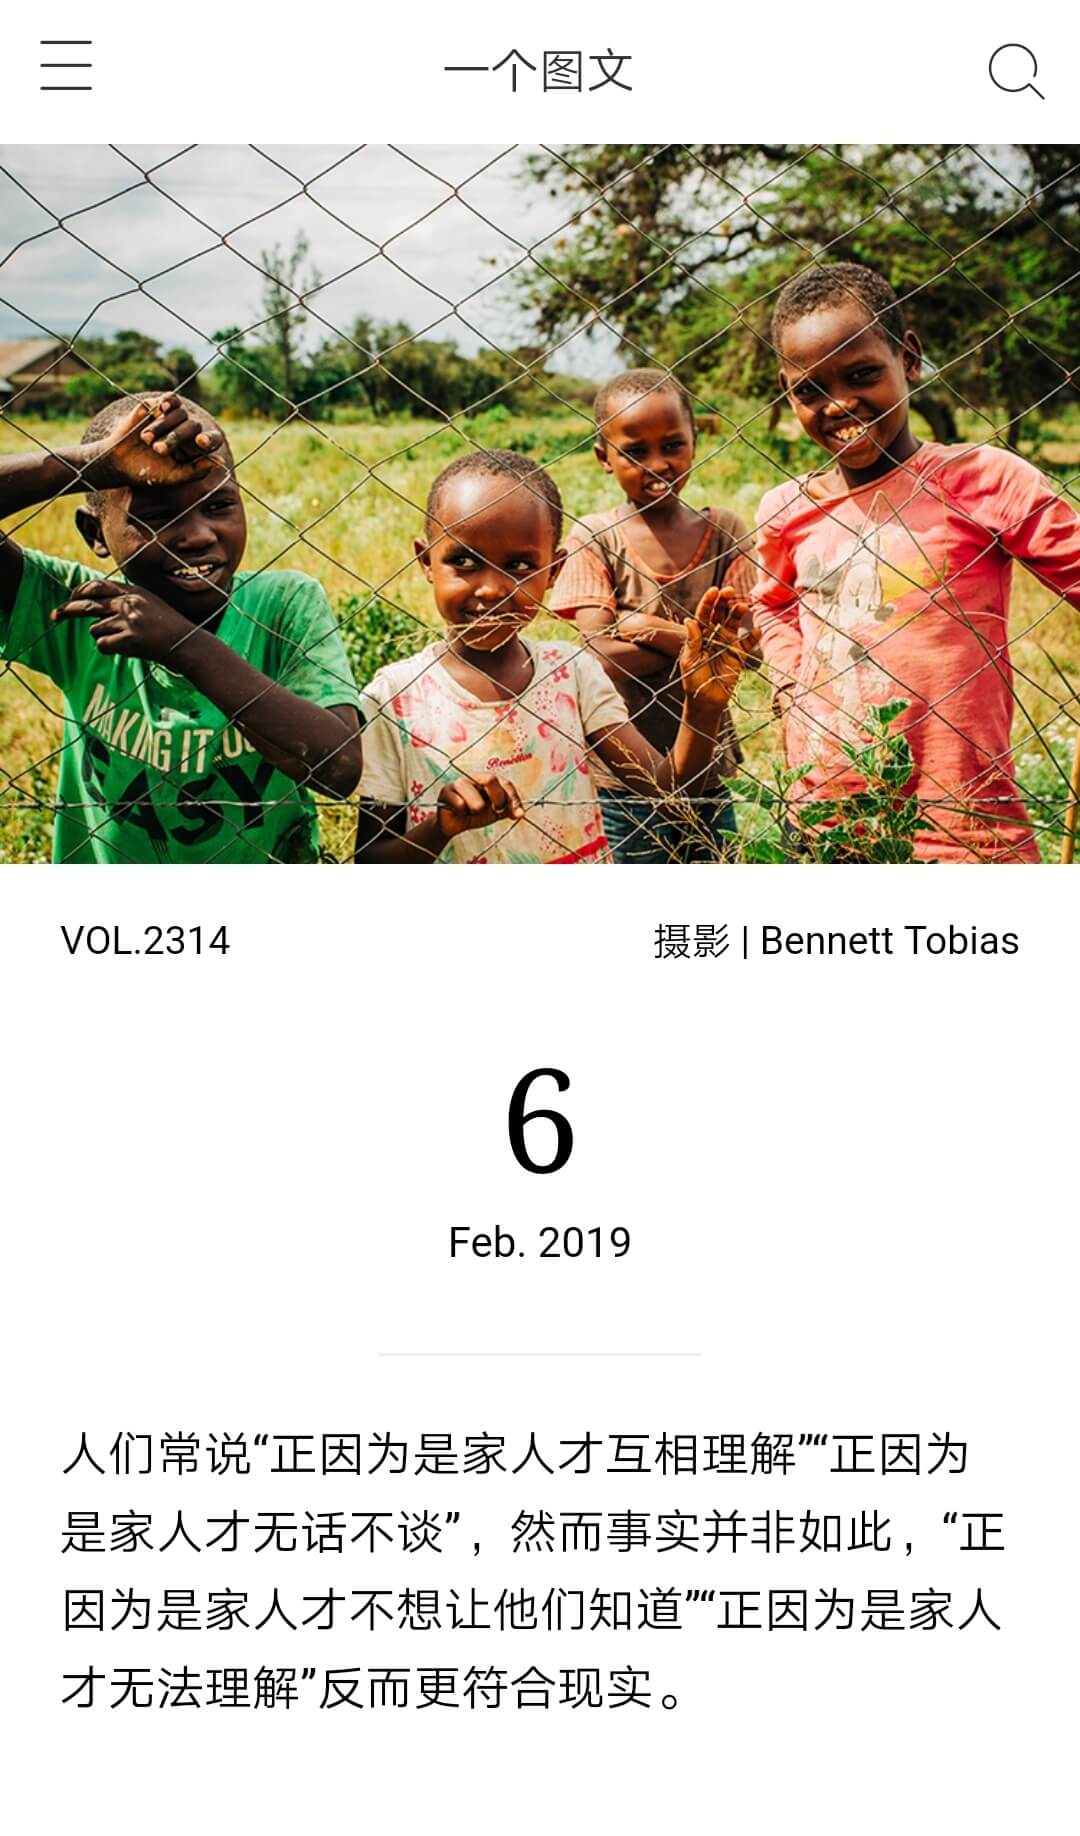 一个图文
MAKING IT
EASY
Benetton
VOL.2314
摄影 | Bennett Tobias
6
Feb. 2019
人们常说“正因为是家人才互相理解”“正因为
是家人才无话不谈”，然而事实并非如此，“正
因为是家人才不想让他们知道”“正因为是家人
才无法理解”反而更符合现实。